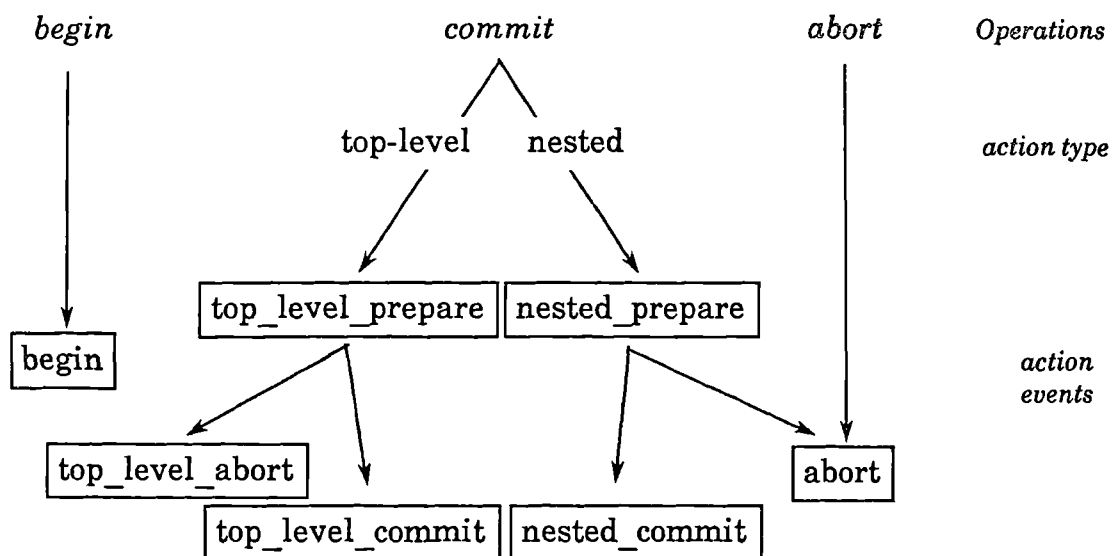 begin commit abort Operations
top-level nested action type
top_level_prepare nested_prepare
begin
action
events
top_level_abort abort
top_level_commit nested_commit